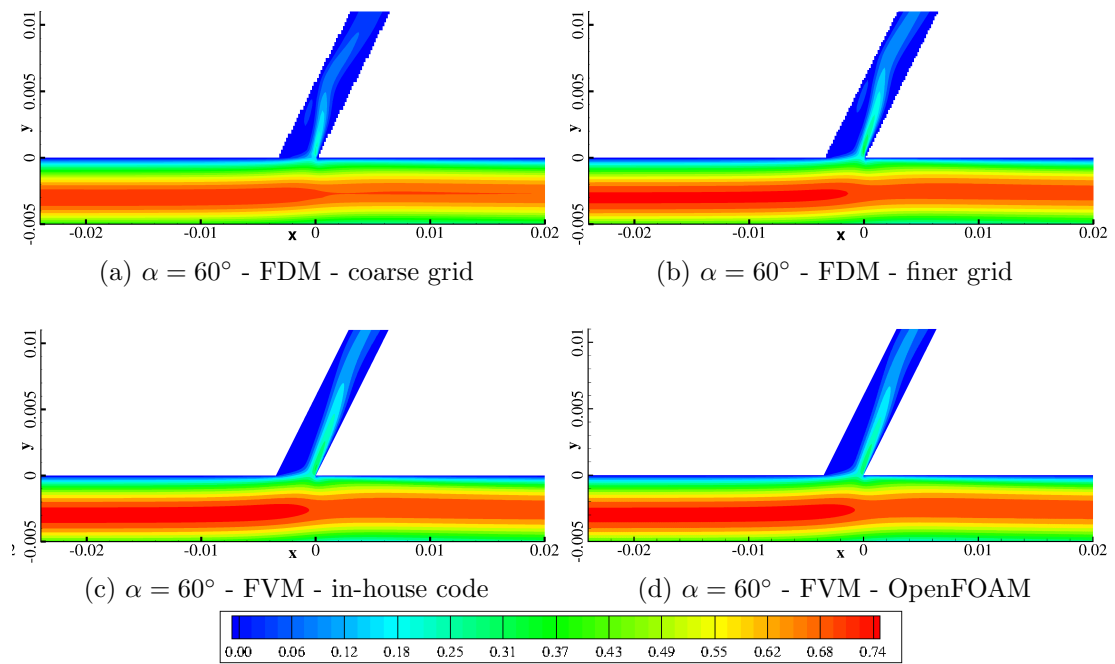 0.01
0.005
0
-0.005
y
-0.02
-0.01
x
0
0.01
0.02
(a) α = 60° - FDM - coarse grid
0.01
0.005
0
-0.005
y
-0.02
-0.01
x
0
0.01
0.02
(b) α = 60° - FDM - finer grid
0.01
0.005
0
-0.005
y
-0.02
-0.01
x
0
0.01
0.02
(c) α = 60° - FVM - in-house code
0.01
0.005
0
-0.005
y
-0.02
-0.01
x
0
0.01
0.02
(d) α = 60° - FVM - OpenFOAM
0.00 0.06 0.12 0.18 0.25 0.31 0.37 0.43 0.49 0.55 0.62 0.68 0.74